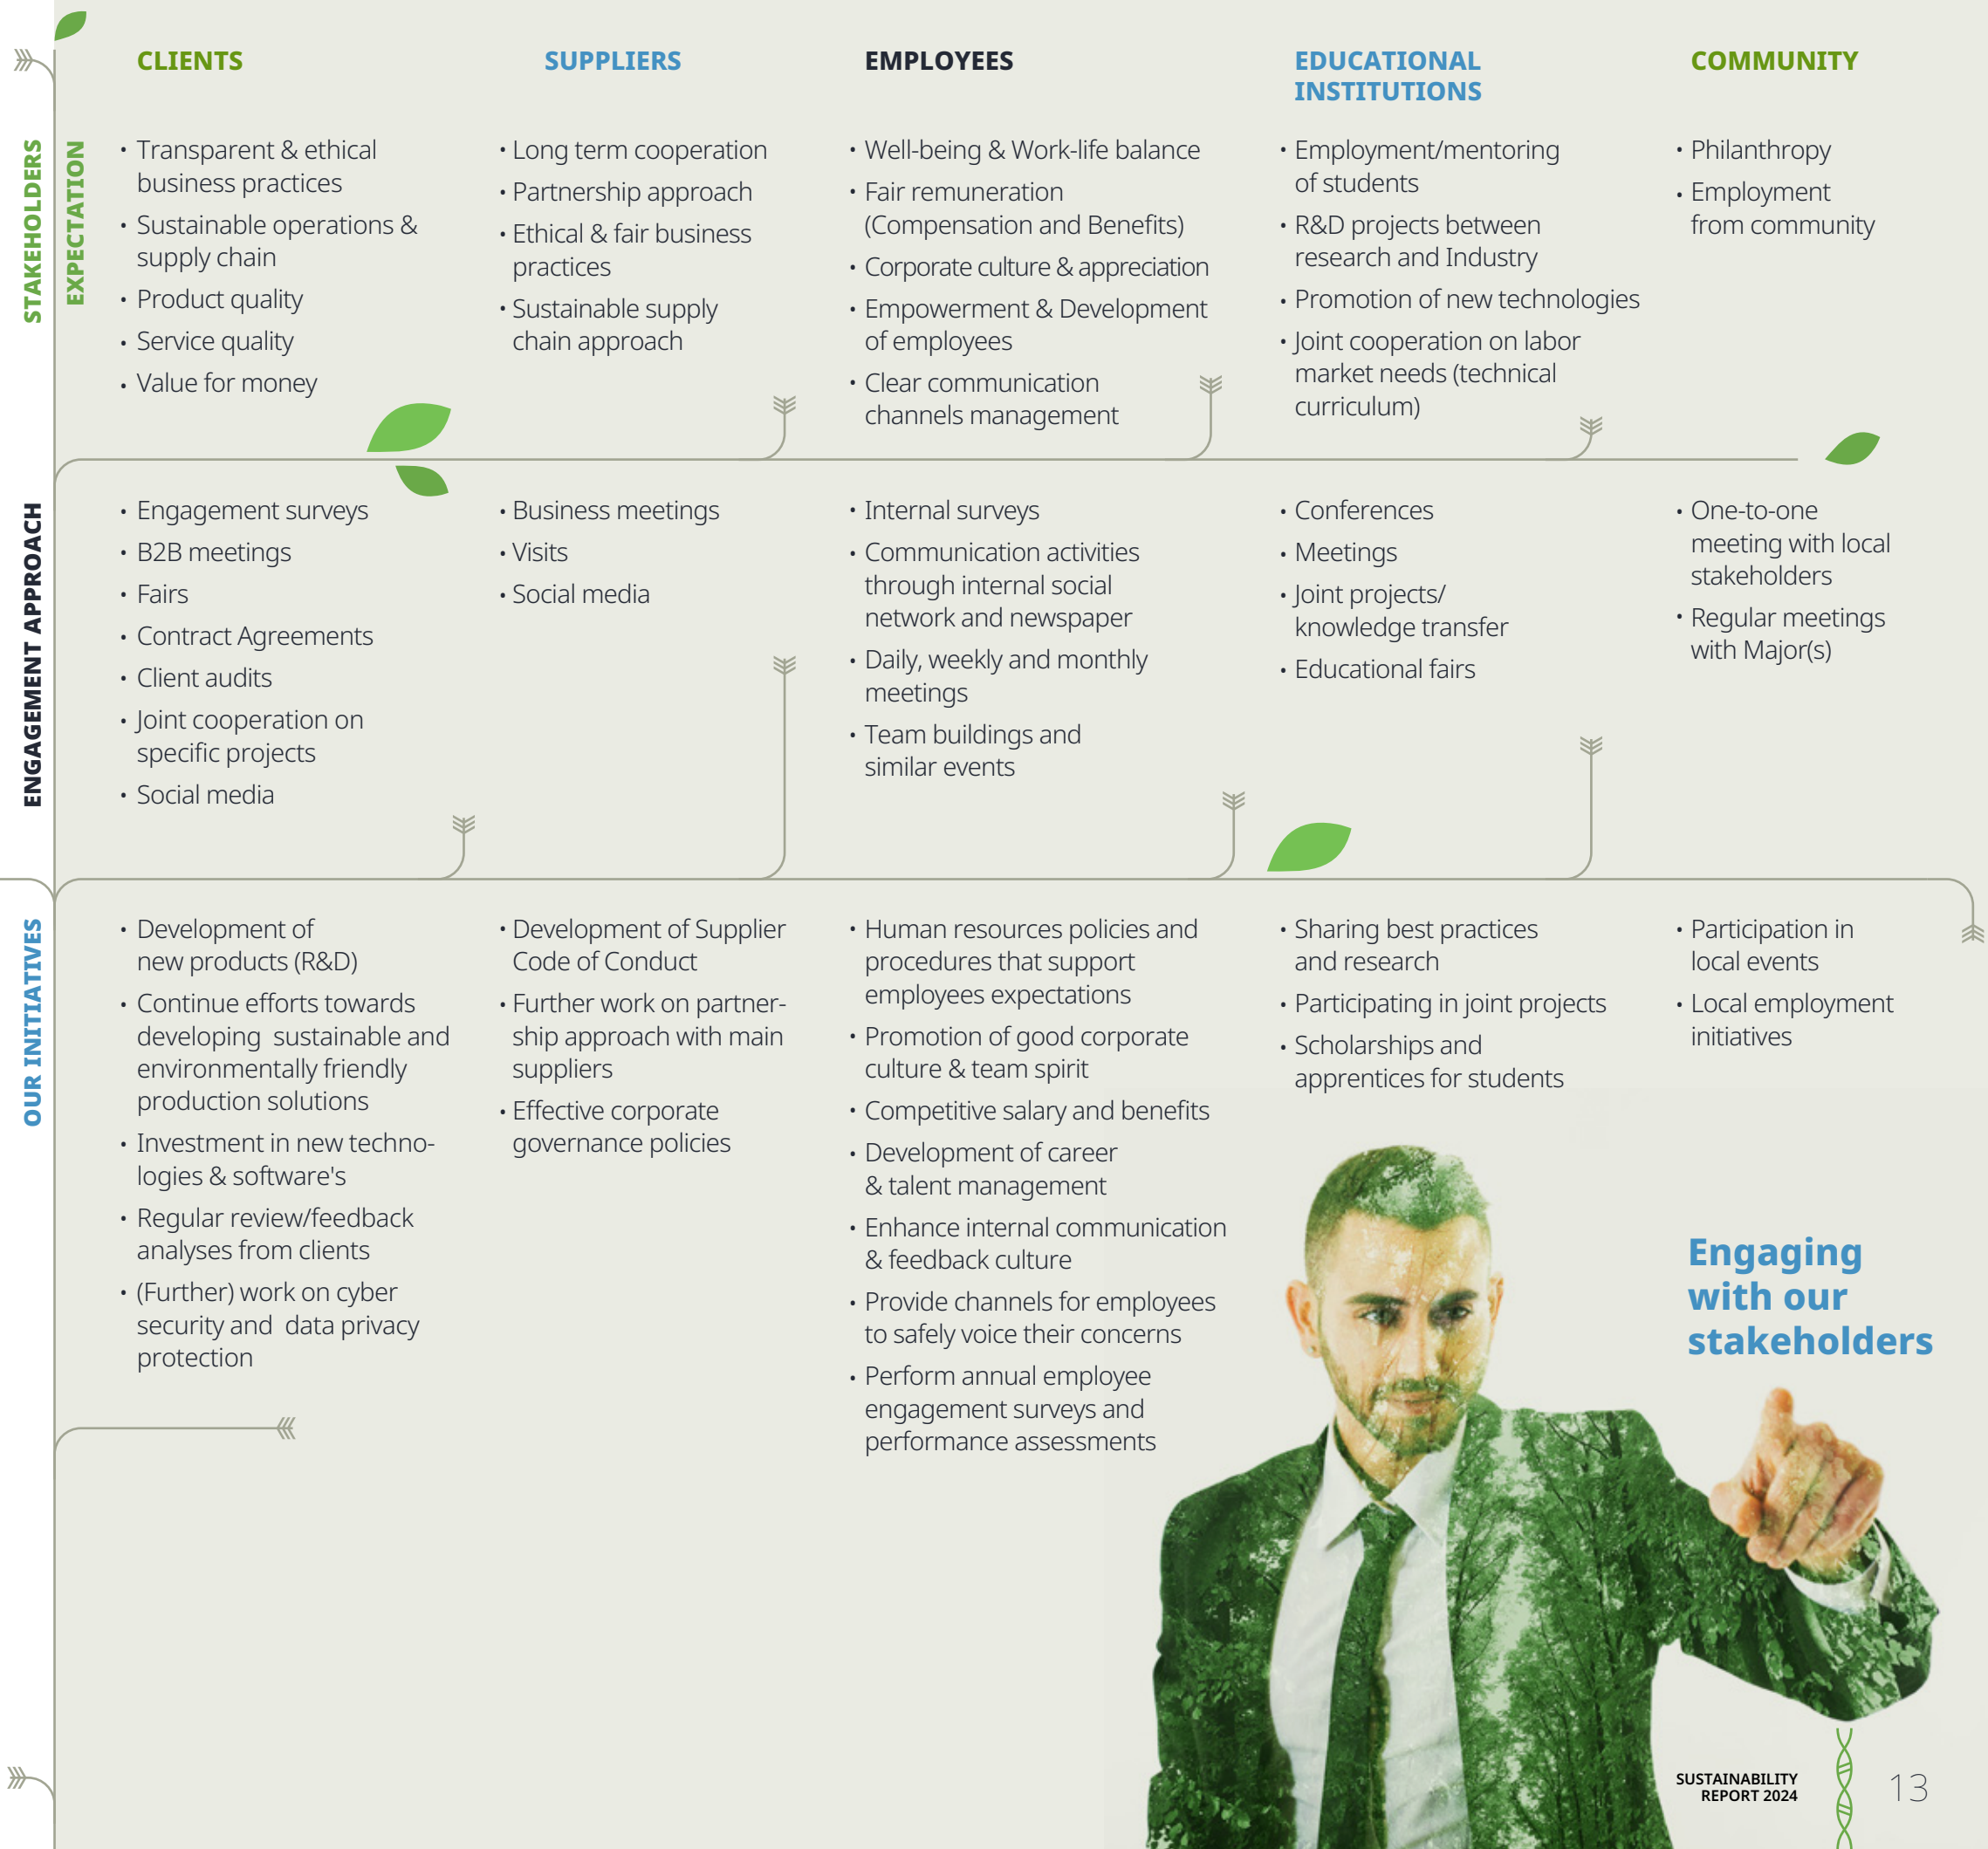 CLIENTS
SUPPLIERS
EMPLOYEES
EDUCATIONAL
INSTITUTIONS
COMMUNITY
STAKEHOLDERS
EXPECTATION
• Transparent & ethical
business practices
• Sustainable operations &
supply chain
• Product quality
• Service quality
• Value for money
• Long term cooperation
• Partnership approach
• Ethical & fair business
practices
• Sustainable supply
chain approach
• Well-being & Work-life balance
• Fair remuneration
(Compensation and Benefits)
• Corporate culture & appreciation
• Empowerment & Development
of employees
• Clear communication
channels management
• Employment/mentoring
of students
• R&D projects between
research and Industry
• Promotion of new technologies
• Joint cooperation on labor
market needs (technical
curriculum)
• Philanthropy
• Employment
from community
ENGAGEMENT APPROACH
• Engagement surveys
• B2B meetings
• Fairs
• Contract Agreements
• Client audits
• Joint cooperation on
specific projects
• Social media
• Business meetings
• Visits
• Social media
• Internal surveys
• Communication activities
through internal social
network and newspaper
• Daily, weekly and monthly
meetings
• Team buildings and
similar events
• Conferences
• Meetings
• Joint projects/
knowledge transfer
• Educational fairs
• One-to-one
meeting with local
stakeholders
• Regular meetings
with Major(s)
OUR INITIATIVES
• Development of
new products (R&D)
• Continue efforts towards
developing  sustainable and
environmentally friendly
production solutions
• Investment in new techno-
logies & software's
• Regular review/feedback
analyses from clients
• (Further) work on cyber
security and  data privacy
protection
• Development of Supplier
Code of Conduct
• Further work on partner-
ship approach with main
suppliers
• Effective corporate
governance policies
• Human resources policies and
procedures that support
employees expectations
• Promotion of good corporate
culture & team spirit
• Competitive salary and benefits
• Development of career
& talent management
• Enhance internal communication
& feedback culture
• Provide channels for employees
to safely voice their concerns
• Perform annual employee
engagement surveys and
performance assessments
• Sharing best practices
and research
• Participating in joint projects
• Scholarships and
apprentices for students
• Participation in
local events
• Local employment
initiatives
Engaging
with our
stakeholders
SUSTAINABILITY
REPORT 2024
13